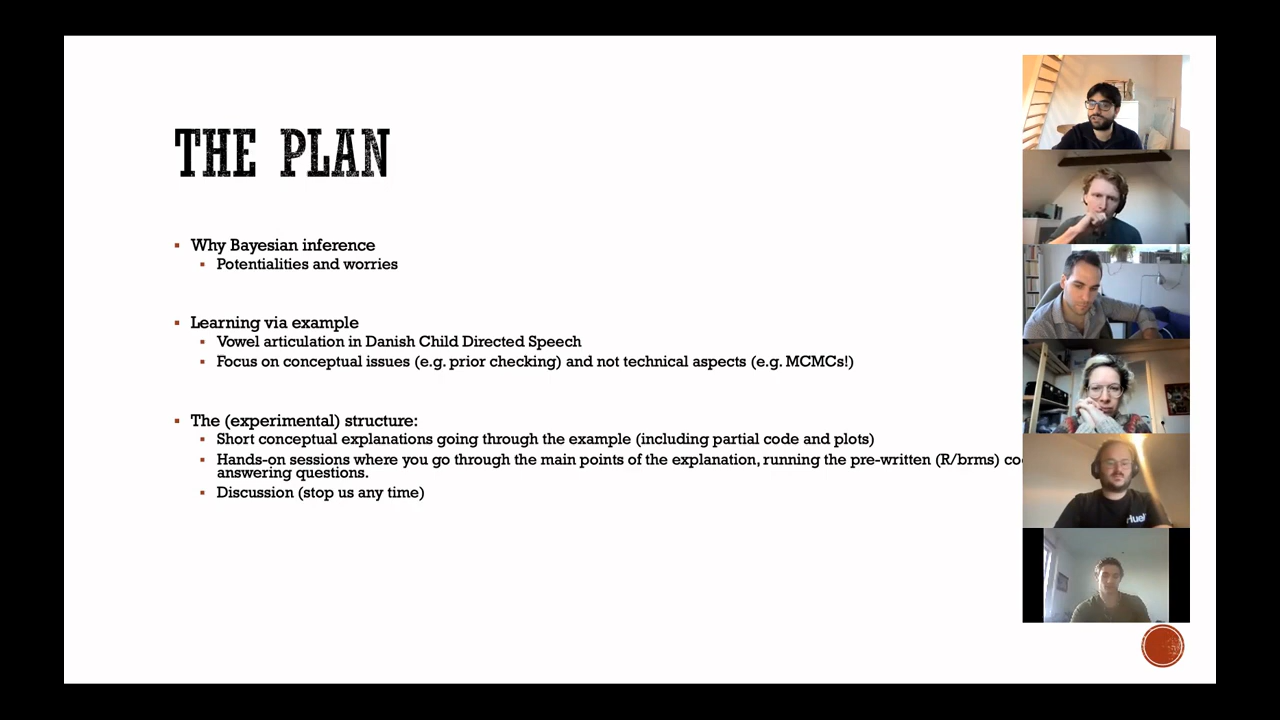 THE PLAN
Why Bayesian inference
Potentialities and worries
Learning via example
Vowel articulation in Danish Child Directed Speech
Focus on conceptual issues (e.g. prior checking) and not technical aspects (e.g. MCMCs!)
The (experimental) structure:
Short conceptual explanations going through the example (including partial code and plots)
Hands-on sessions where you go through the main points of the explanation, running the pre-written (R/brms) co
answering questions.
Discussion (stop us any time)